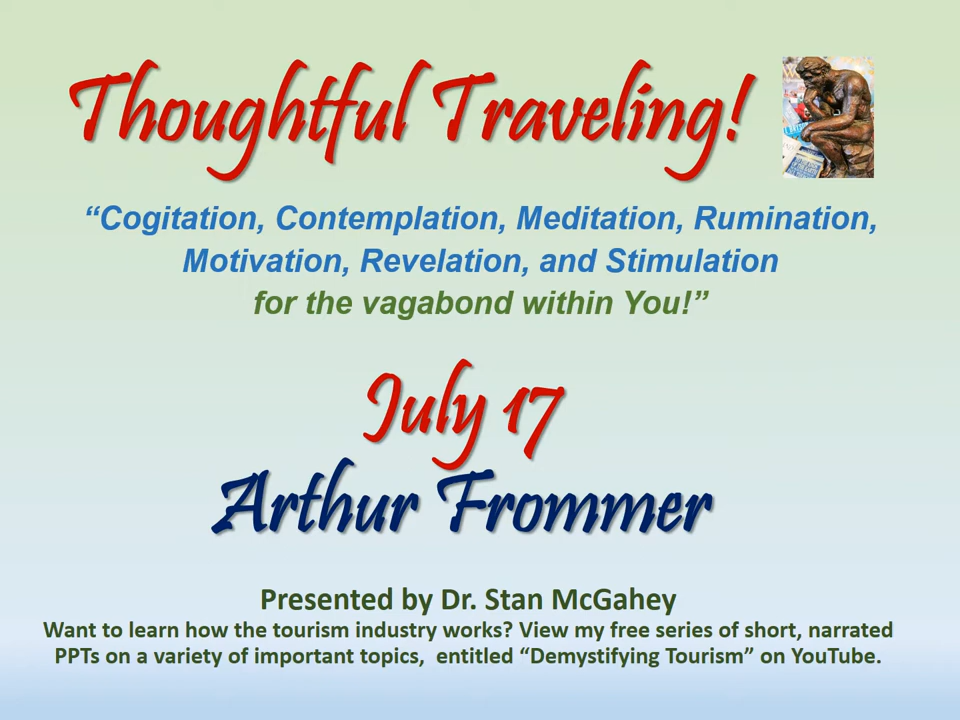 Thoughtful Traveling!
“Cogitation, Contemplation, Meditation, Rumination,
Motivation, Revelation, and Stimulation
for the vagabond within You!”
July 17
Arthur Frommer
Presented by Dr. Stan McGahey
Want to learn how the tourism industry works? View my free series of short, narrated
PPTs on a variety of important topics,  entitled “Demystifying Tourism” on YouTube.